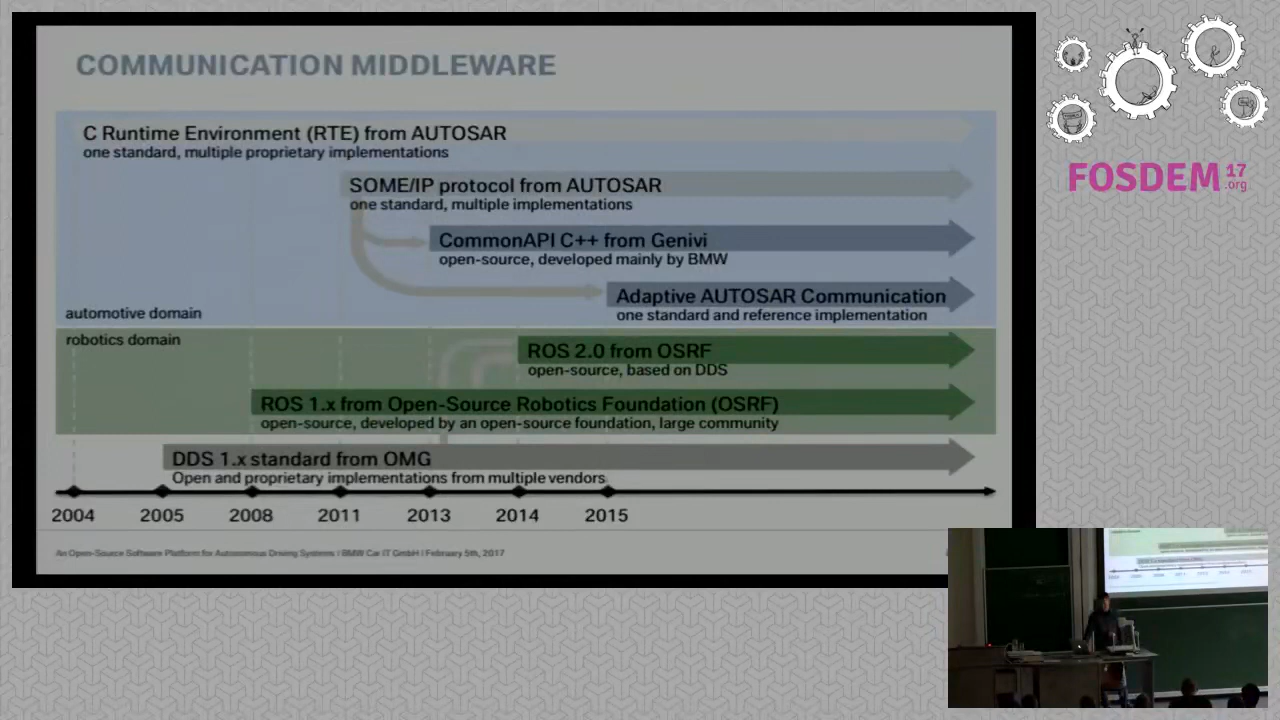 COMMUNICATION MIDDLEWARE
C Runtime Environment (RTE) from AUTOSAR
one standard, multiple proprietary implementations
SOME/IP protocol from AUTOSAR
one standard, multiple implementations
CommonAPI C++ from Genivi
open-source, developed mainly by BMW
Adaptive AUTOSAR Communication
one standard and reference implementation
automotive domain
robotics domain
ROS 2.0 from OSRF
open-source, based on DDS
ROS 1.x from Open-Source Robotics Foundation (OSRF)
open-source, developed by an open-source foundation, large community
DDS 1.x standard from OMG
Open and proprietary implementations from multiple vendors
2004 2005 2008 2011 2013 2014 2015
An Open-Source Software Platform for Autonomous Driving Systems | BMW Car IT GmbH | February 5th, 2017
FOSDEM 17
.org